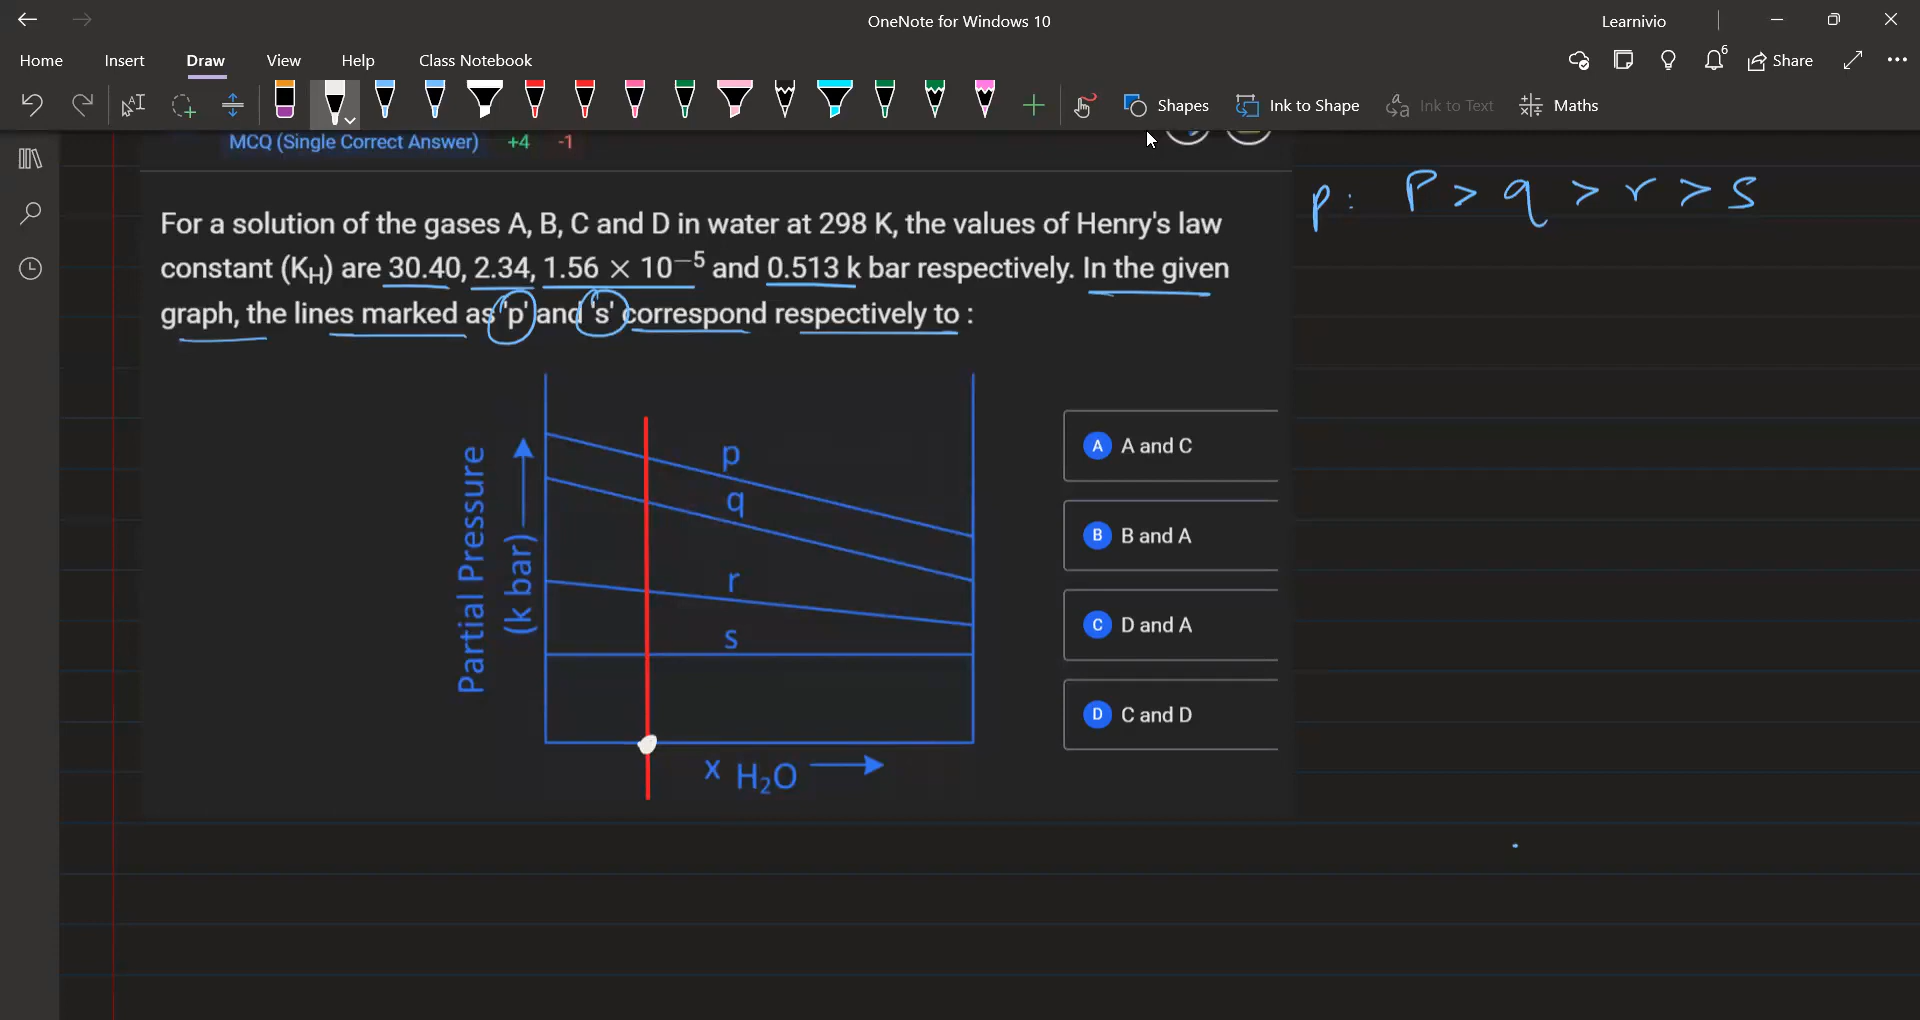 OneNote for Windows 10
Learnivio
Home Insert Draw View Help Class Notebook
6
Share
Shapes Ink to Shape Ink to Text Maths
MCQ (Single Correct Answer) +4 -1
p: P > q > r > s
For a solution of the gases A, B, C and D in water at 298 K, the values of Henry's law
constant (K_H) are 30.40, 2.34, 1.56 × 10⁻⁵ and 0.513 k bar respectively. In the given
graph, the lines marked as 'p' and 's' correspond respectively to :
Partial Pressure
(k bar)
p
q
r
s
x H₂O
A A and C
B B and A
C D and A
D C and D